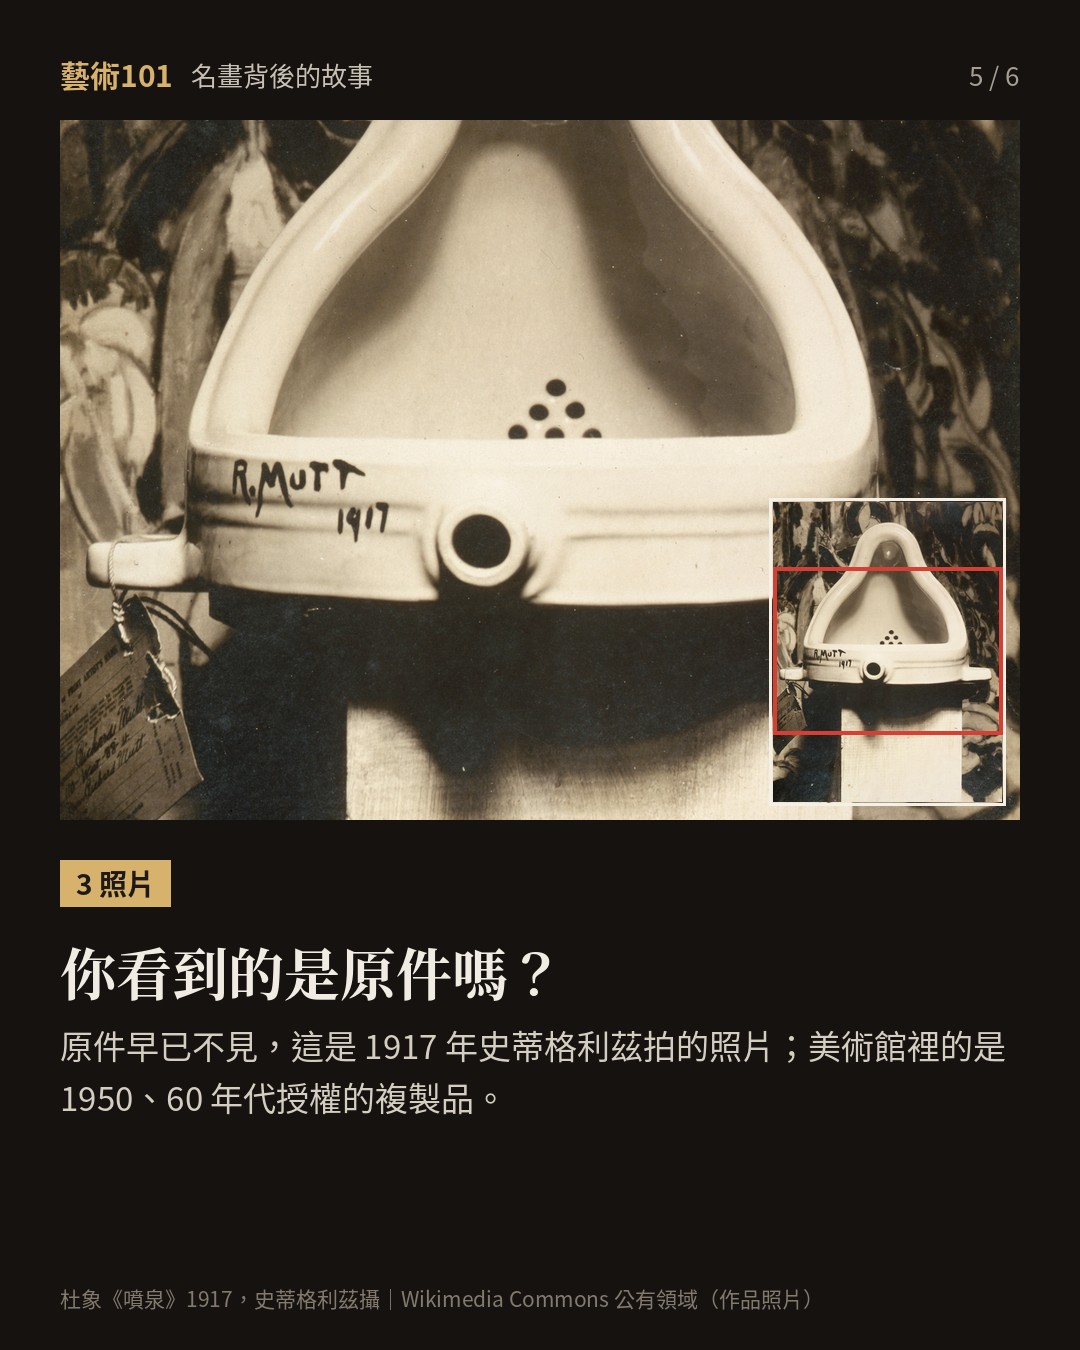 藝術101 名畫背後的故事 5 / 6
R.MUTT
1917
R.MUTT
1917
3 照片
你看到的是原件嗎？
原件早已不見，這是 1917 年史蒂格利茲拍的照片；美術館裡的是
1950、60 年代授權的複製品。
杜象《噴泉》1917，史蒂格利茲攝｜Wikimedia Commons 公有領域（作品照片）